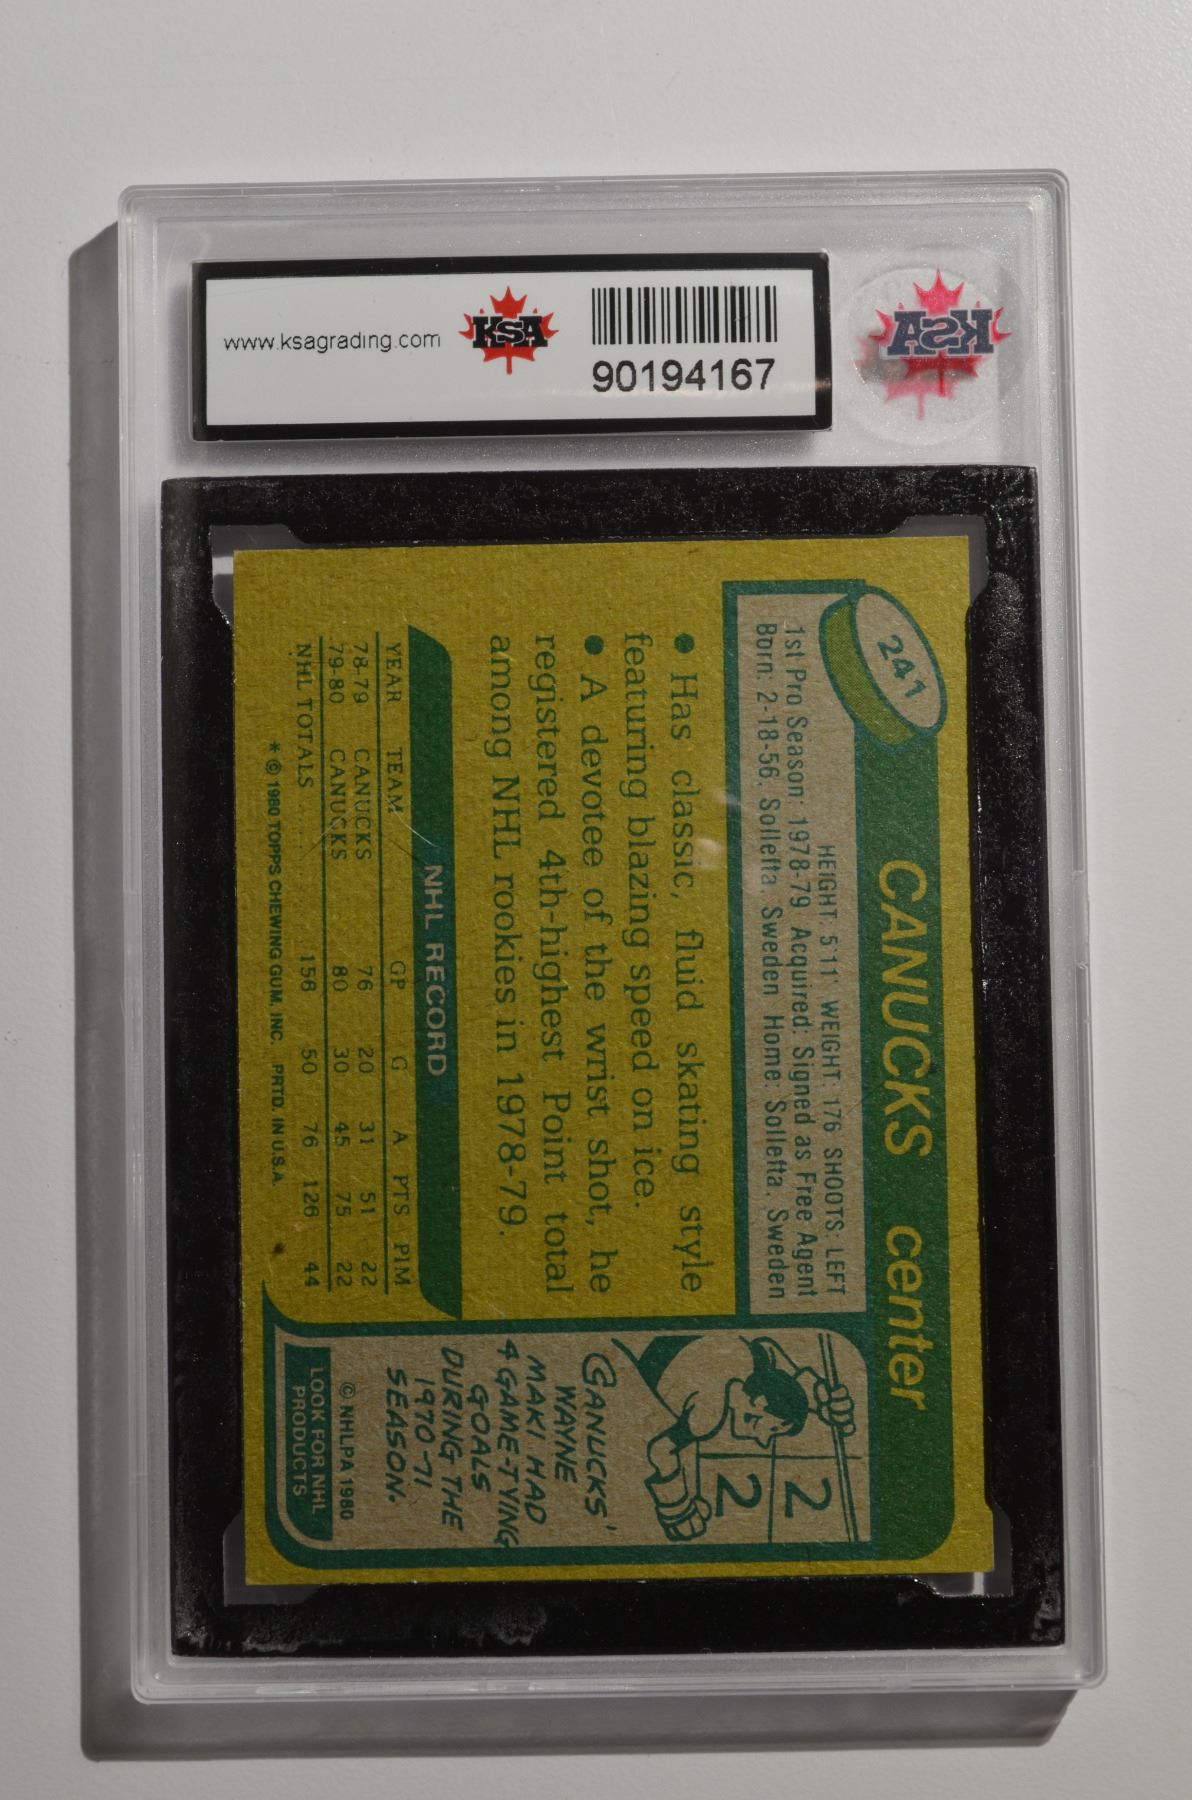 www.ksagrading.com
KSA
90194167
KSA
241
CANUCKS center
HEIGHT: 5'11" WEIGHT: 176 SHOOTS: LEFT
1st Pro Season: 1978-79 Acquired: Signed as Free Agent
Born: 2-18-56. Sollefta. Sweden Home: Sollefta. Sweden
● Has classic, fluid skating style
featuring blazing speed on ice.
● A devotee of the wrist shot, he
registered 4th-highest Point total
among NHL rookies in 1978-79.
NHL RECORD
YEAR TEAM GP G A PTS PIM
78-79 CANUCKS 76 20 31 51 22
79-80 CANUCKS 80 30 45 75 22
NHL TOTALS 156 50 76 126 44
* © 1980 TOPPS CHEWING GUM, INC. PRTD. IN U.S.A.
2 2
CANUCKS'
WAYNE
MAKI HAD
4 GAME-TYING
GOALS
DURING THE
1970-71
SEASON.
© NHLPA 1980
LOOK FOR NHL
PRODUCTS